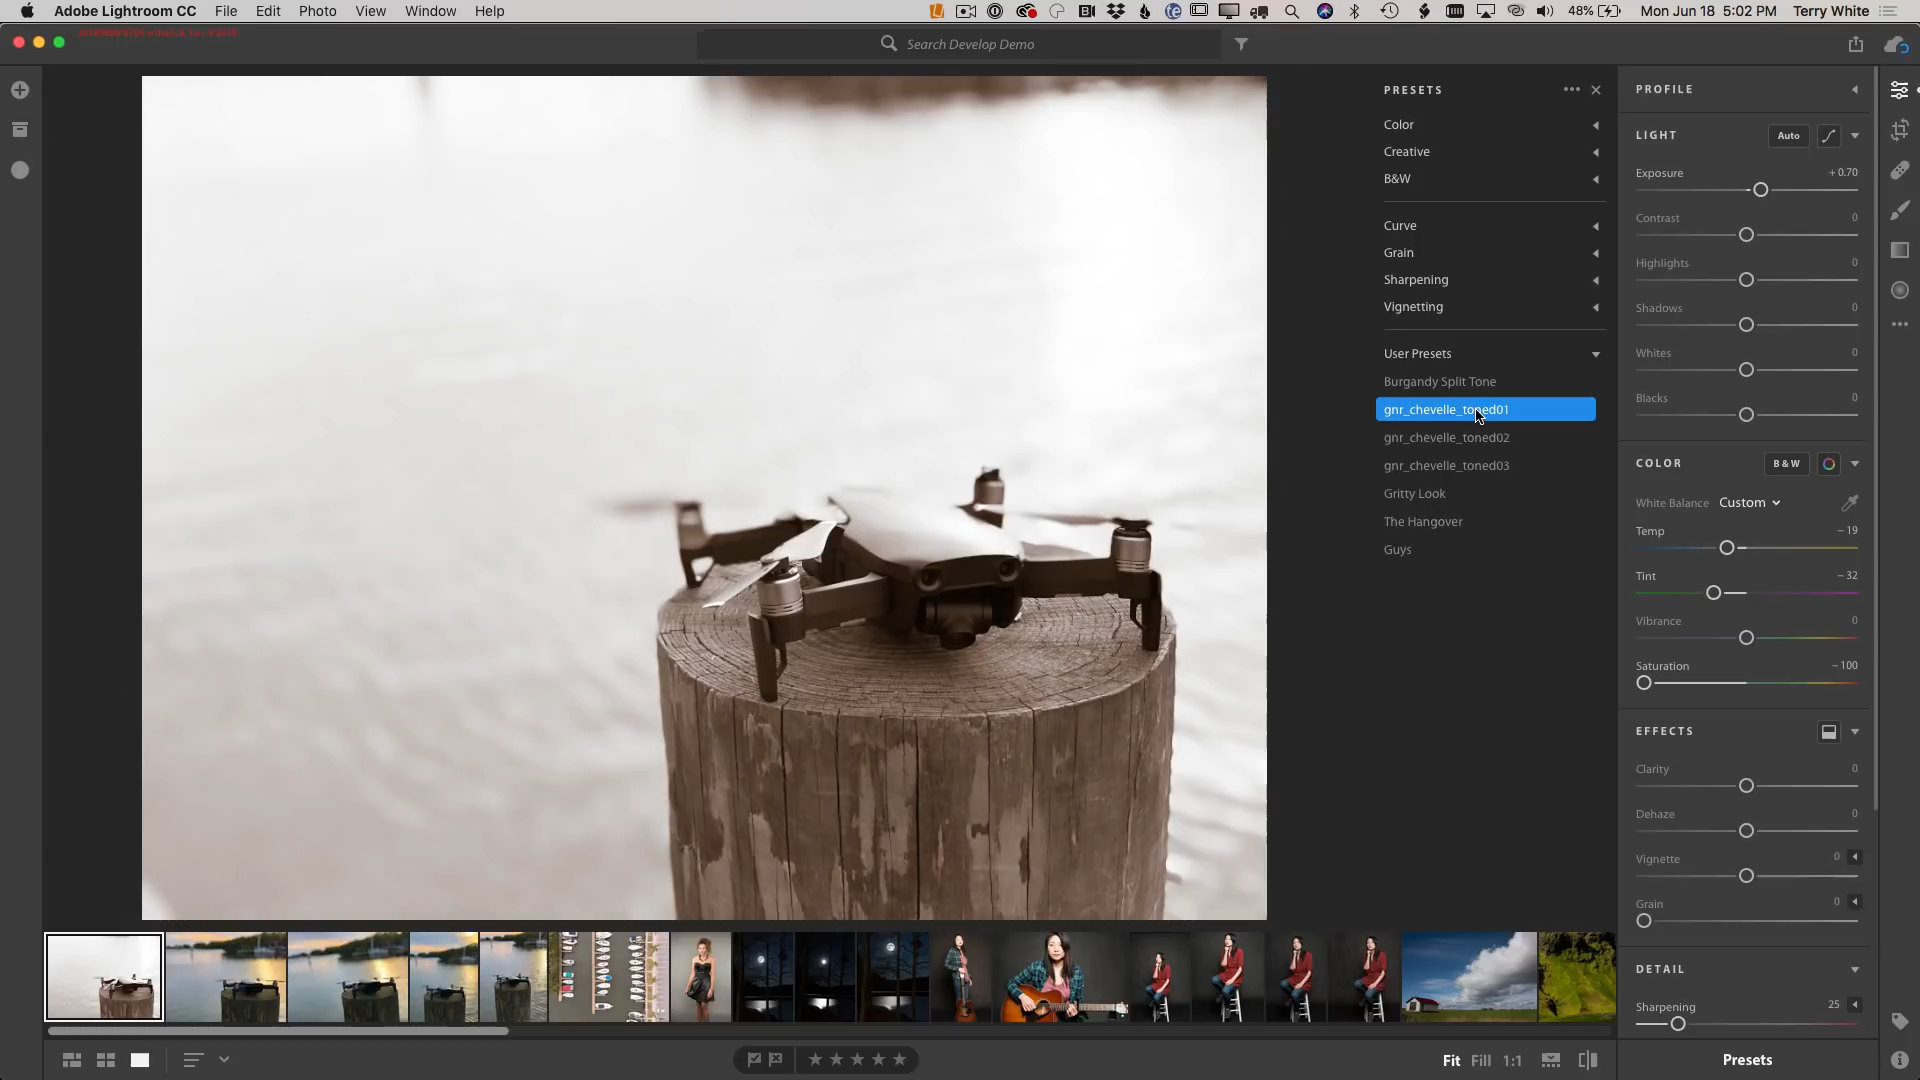 Adobe Lightroom CC File Edit Photo View Window Help 48% Mon Jun 18 5:02 PM Terry White
Search Develop Demo
PRESETS
Color
Creative
B&W
Curve
Grain
Sharpening
Vignetting
User Presets
Burgandy Split Tone
gnr_chevelle_toned01
gnr_chevelle_toned02
gnr_chevelle_toned03
Gritty Look
The Hangover
Guys
PROFILE
LIGHT Auto
Exposure + 0.70
Contrast 0
Highlights 0
Shadows 0
Whites 0
Blacks 0
COLOR B&W
White Balance Custom
Temp – 19
Tint – 32
Vibrance 0
Saturation – 100
EFFECTS
Clarity 0
Dehaze 0
Vignette 0
Grain 0
DETAIL
Sharpening 25
Fit Fill 1:1
Presets